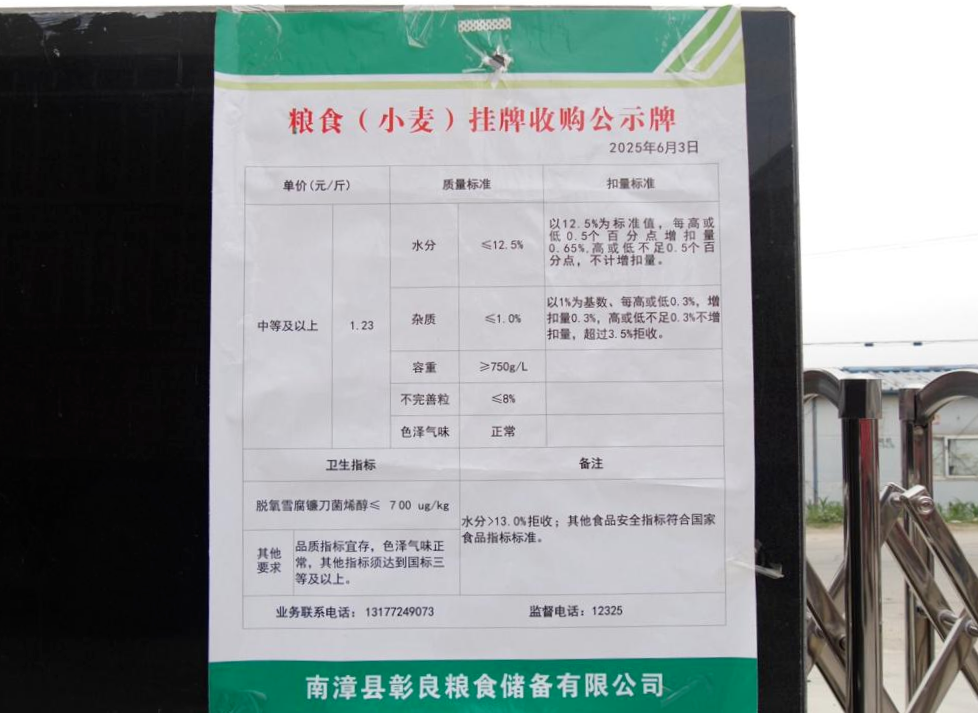 粮食（小麦）挂牌收购公示牌
2025年6月3日
单价(元/斤)
质量标准
扣量标准
中等及以上
1.23
水分
≤12.5%
以12.5%为标准值，每高或
低0.5个百分点增扣量
0.65%.高或低不足0.5个百
分点，不计增扣量。
杂质
≤1.0%
以1%为基数、每高或低0.3%，增
扣量0.3%，高或低不足0.3%不增
扣量，超过3.5%拒收。
容重
≥750g/L
不完善粒
≤8%
色泽气味
正常
卫生指标
备注
脱氧雪腐镰刀菌烯醇≤ 700 ug/kg
水分>13.0%拒收；其他食品安全指标符合国家
食品指标标准。
其他
要求
品质指标宜存，色泽气味正
常，其他指标须达到国标三
等及以上。
业务联系电话：13177249073
监督电话：12325
南漳县彰良粮食储备有限公司